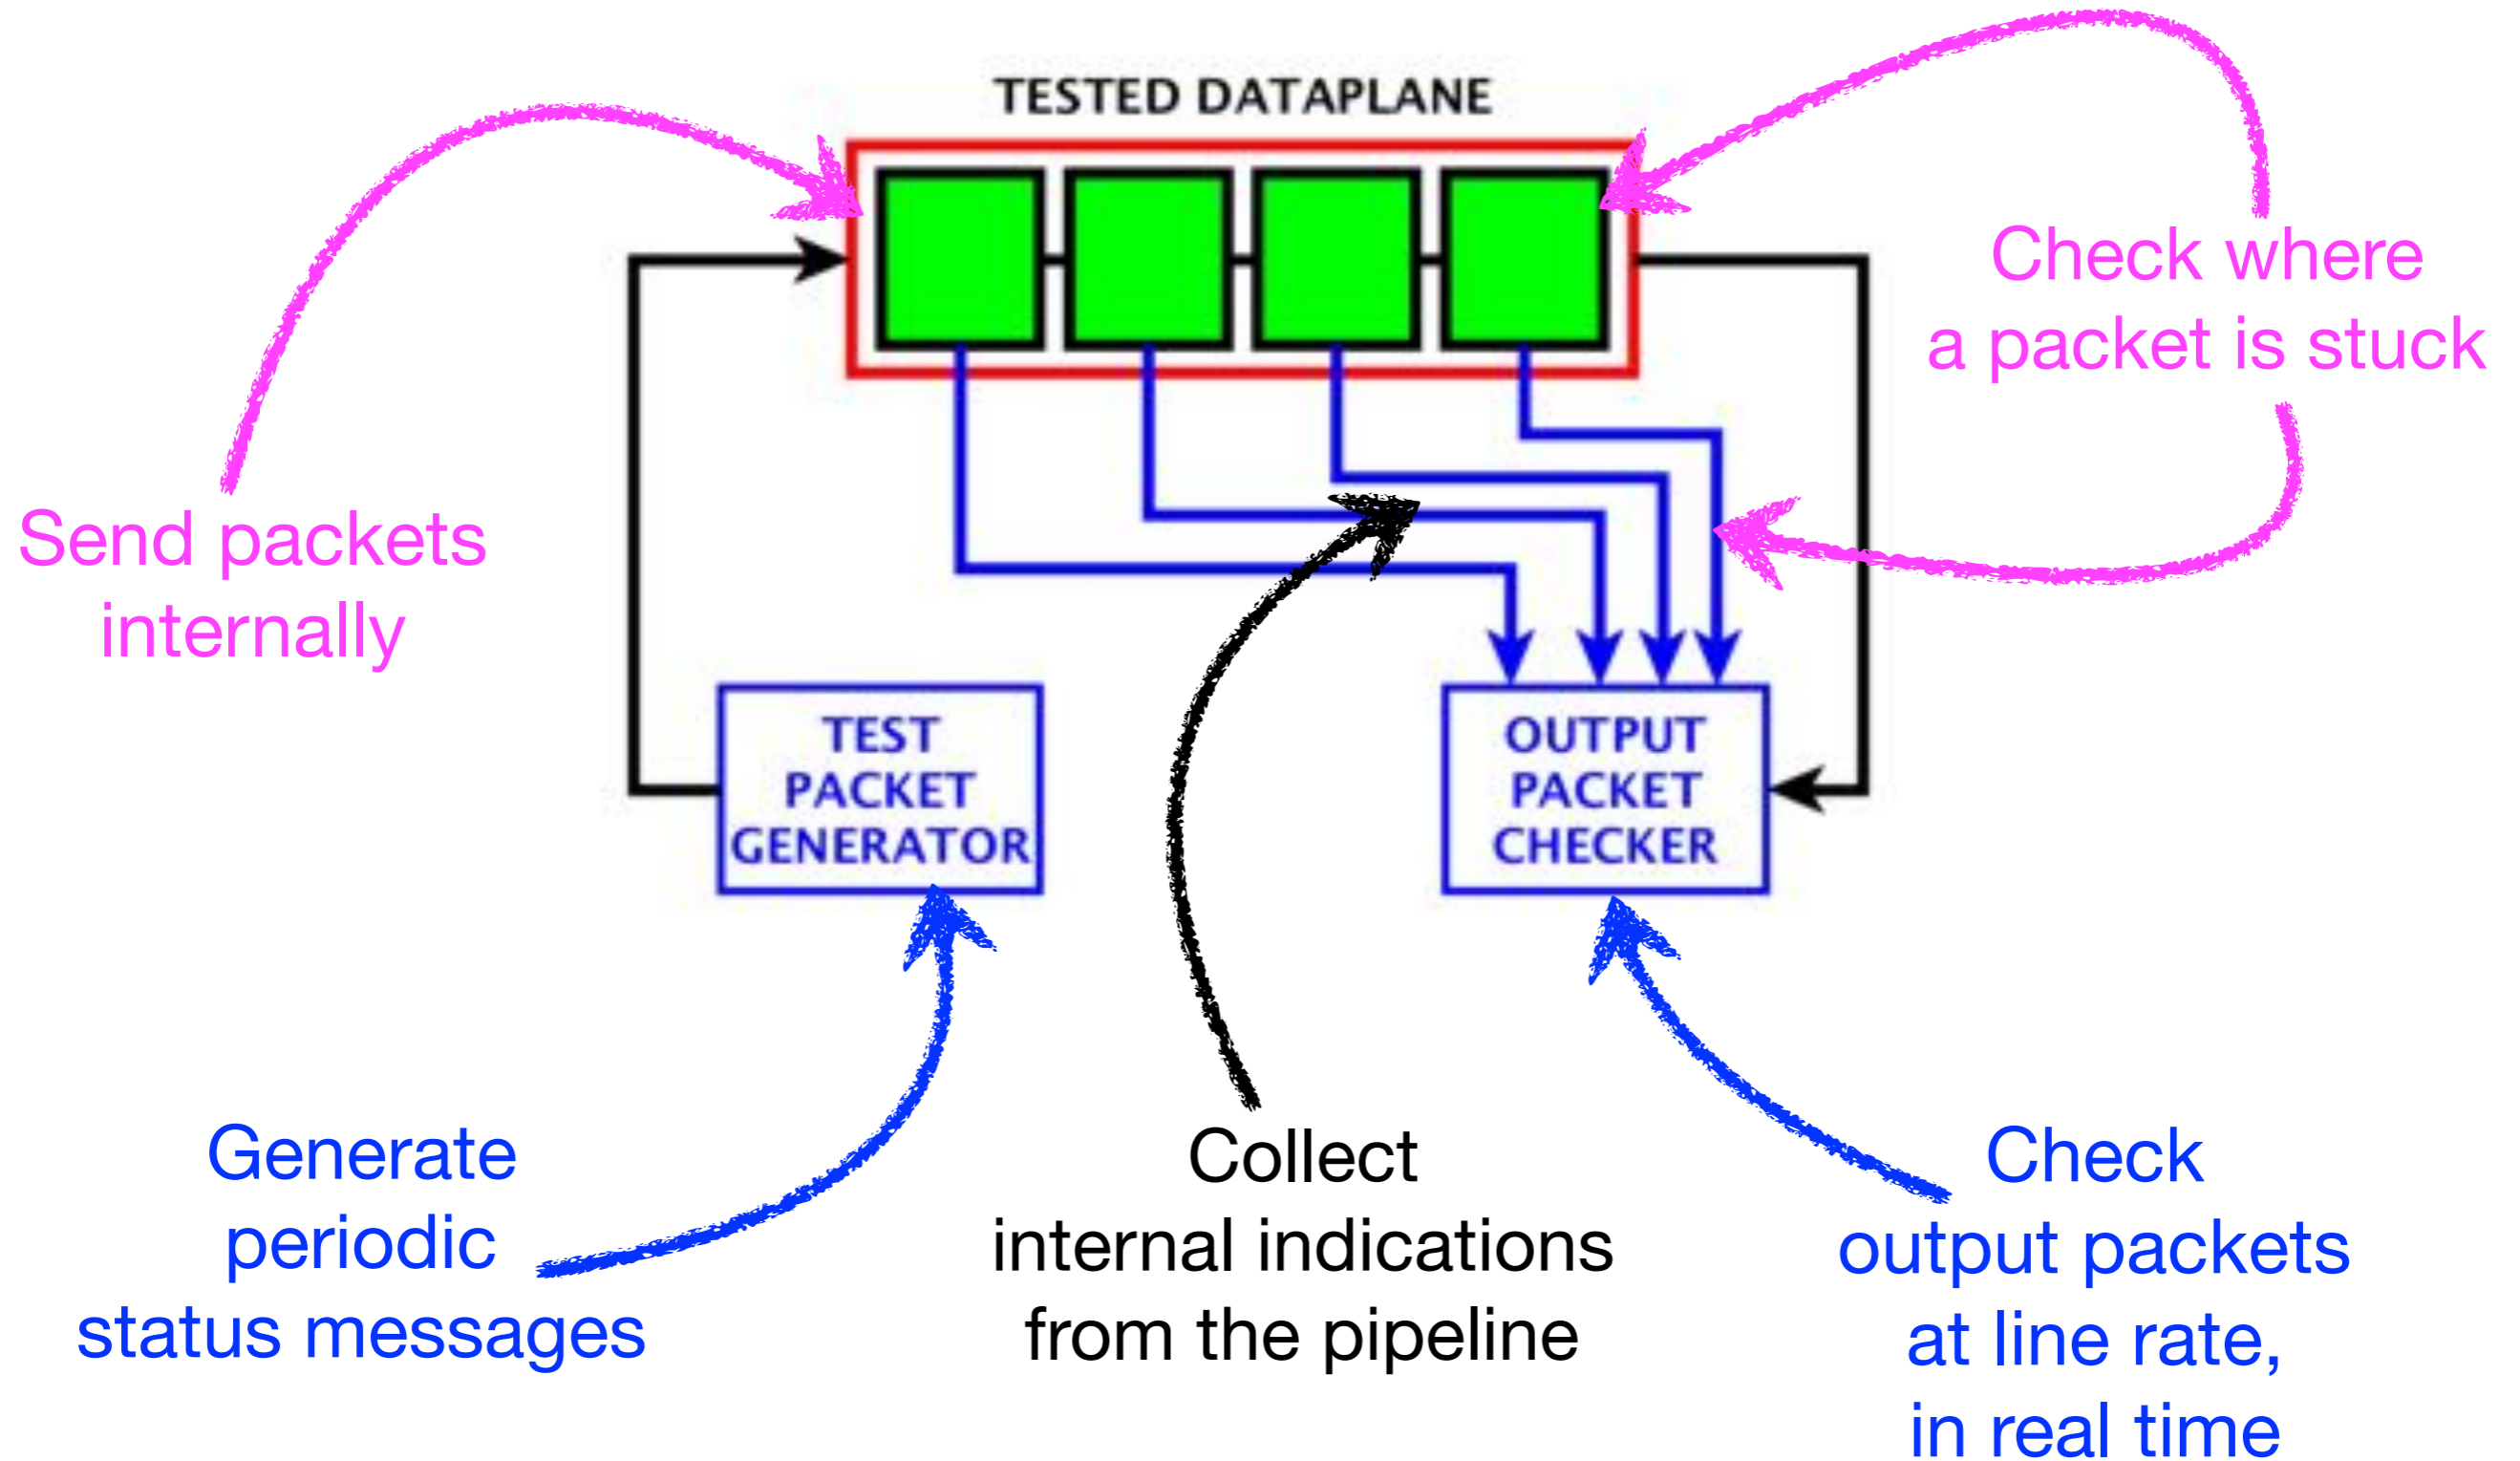 TESTED DATAPLANE
Check where
a packet is stuck
Send packets
internally
TEST
PACKET
GENERATOR
OUTPUT
PACKET
CHECKER
Generate
periodic
status messages
Collect
internal indications
from the pipeline
Check
output packets
at line rate,
in real time